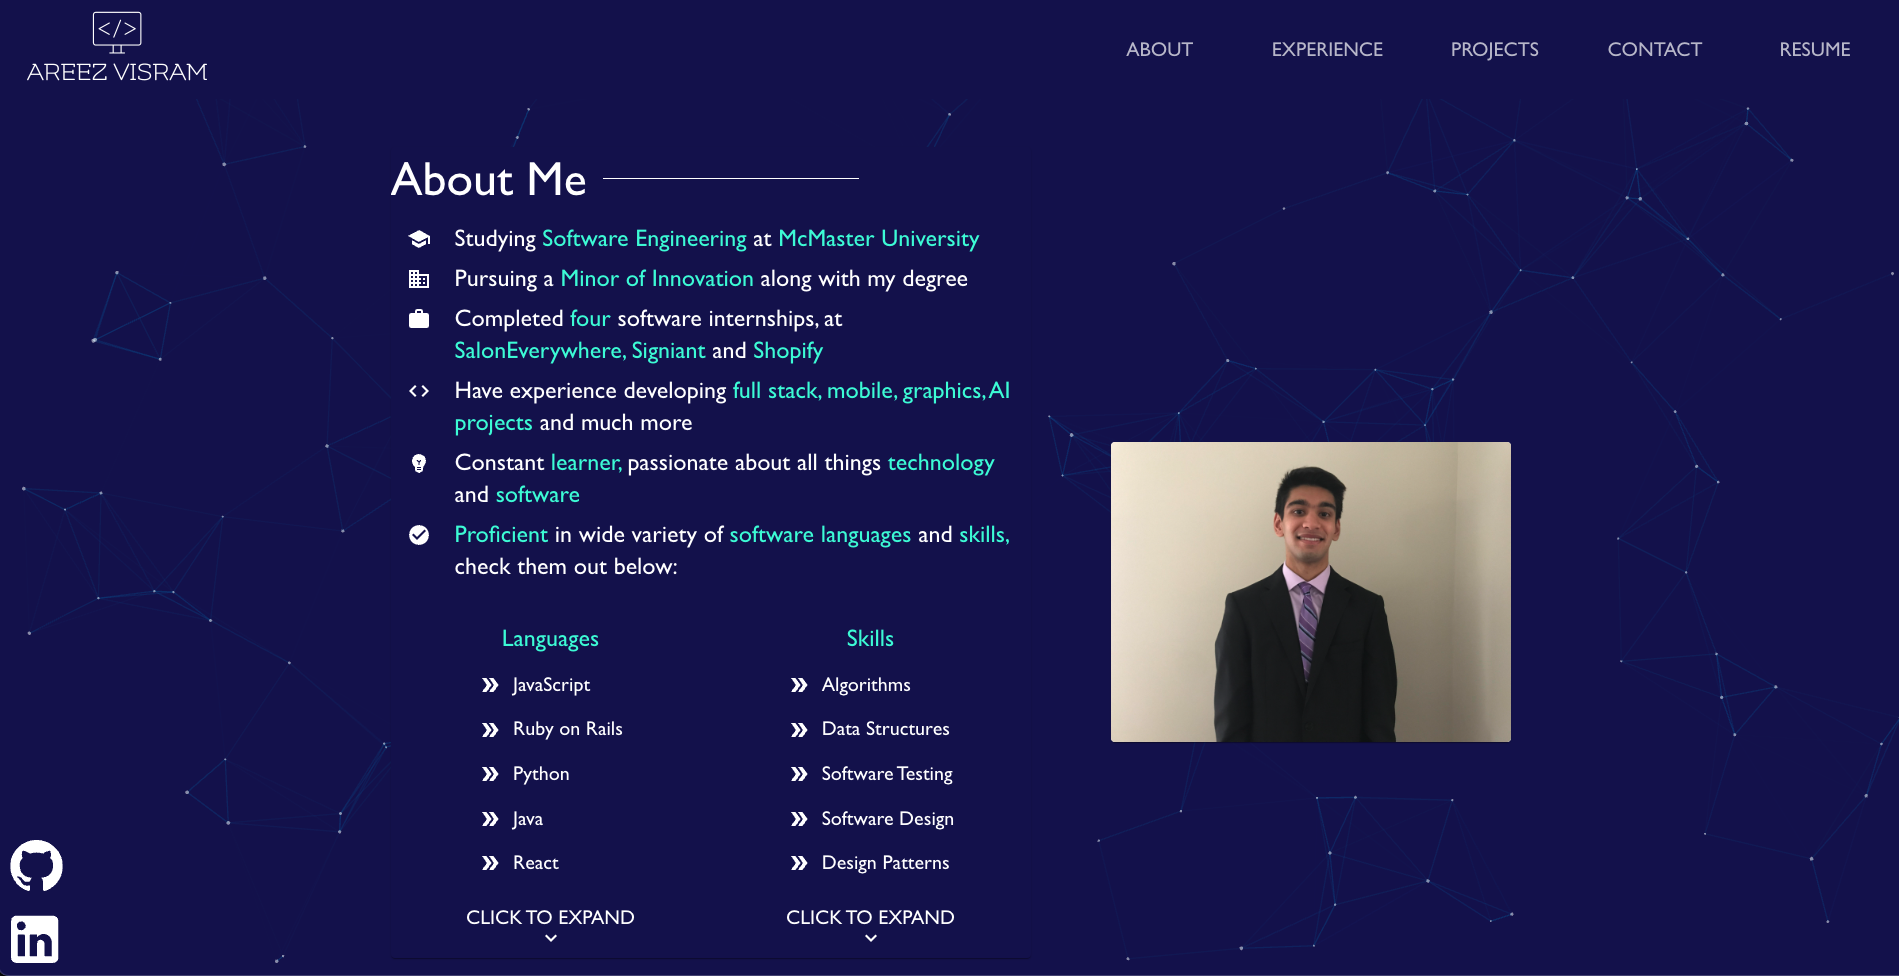 </>
AREEZ VISRAM
ABOUT EXPERIENCE PROJECTS CONTACT RESUME
About Me
Studying Software Engineering at McMaster University
Pursuing a Minor of Innovation along with my degree
Completed four software internships, at
SalonEverywhere, Signiant and Shopify
Have experience developing full stack, mobile, graphics, AI
projects and much more
Constant learner, passionate about all things technology
and software
Proficient in wide variety of software languages and skills,
check them out below:
Languages
JavaScript
Ruby on Rails
Python
Java
React
CLICK TO EXPAND
Skills
Algorithms
Data Structures
Software Testing
Software Design
Design Patterns
CLICK TO EXPAND
in